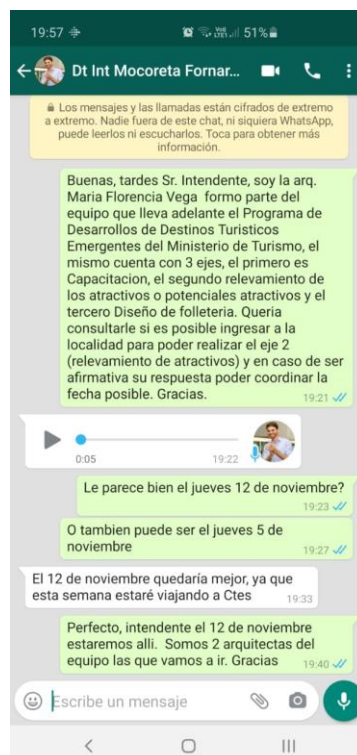 19:57
51%
Dt Int Mocoreta Fornar...
Los mensajes y las llamadas están cifrados de extremo
a extremo. Nadie fuera de este chat, ni siquiera WhatsApp,
puede leerlos ni escucharlos. Toca para obtener más
información.
Buenas, tardes Sr. Intendente, soy la arq.
Maria Florencia Vega formo parte del
equipo que lleva adelante el Programa de
Desarrollos de Destinos Turisticos
Emergentes del Ministerio de Turismo, el
mismo cuenta con 3 ejes, el primero es
Capacitacion, el segundo relevamiento de
los atractivos o potenciales atractivos y el
tercero Diseño de folleteria. Queria
consultarle si es posible ingresar a la
localidad para poder realizar el eje 2
(relevamiento de atractivos) y en caso de ser
afirmativa su respuesta poder coordinar la
fecha posible. Gracias.
19:21
0:05
19:22
Le parece bien el jueves 12 de noviembre?
19:23
O tambien puede ser el jueves 5 de
noviembre
19:27
El 12 de noviembre quedaría mejor, ya que
esta semana estaré viajando a Ctes
19:33
Perfecto, intendente el 12 de noviembre
estaremos alli. Somos 2 arquitectas del
equipo las que vamos a ir. Gracias
19:40
Escribe un mensaje